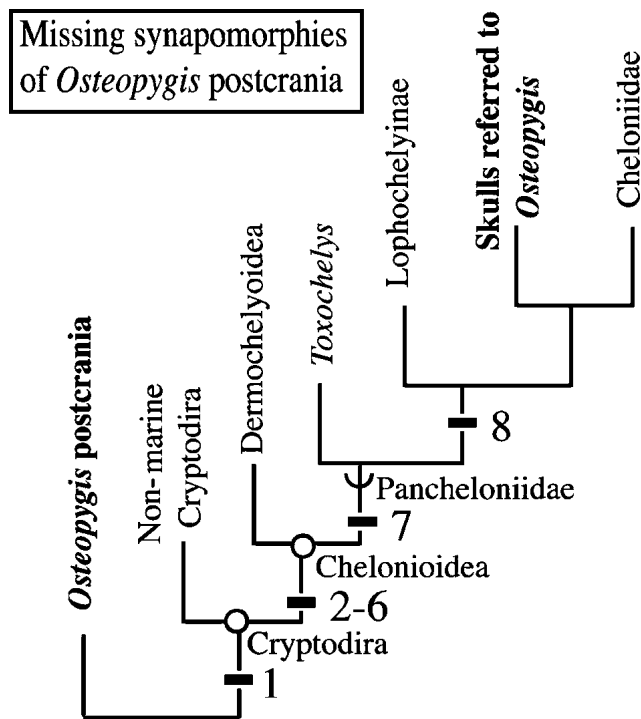 Missing synapomorphies
of Osteopygis postcrania
Osteopygis postcrania
Non-marine
Cryptodira
Dermochelyoidea
Toxochelys
Lophochelyinae
Skulls referred to
Osteopygis
Cheloniidae
8
Pancheloniidae
7
Chelonioidea
2-6
Cryptodira
1